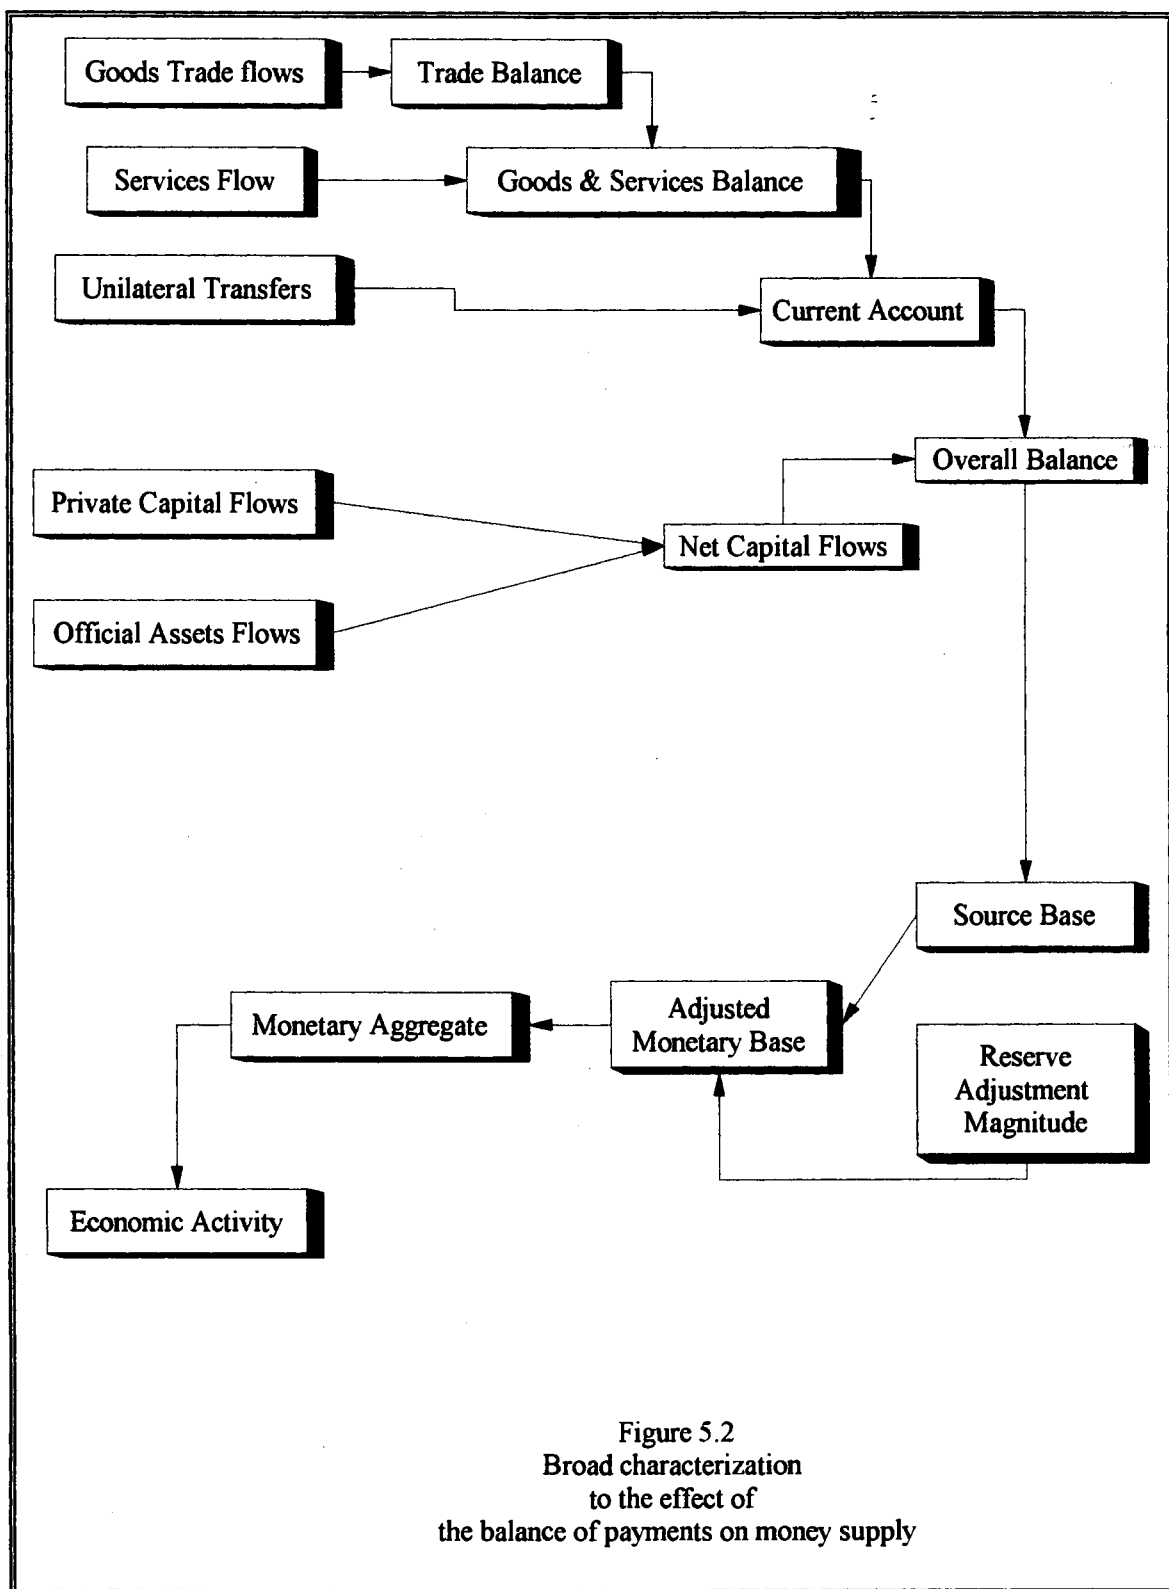 Goods Trade flows
Trade Balance
Services Flow
Goods & Services Balance
Unilateral Transfers
Current Account
Overall Balance
Private Capital Flows
Net Capital Flows
Official Assets Flows
Source Base
Adjusted
Monetary Base
Monetary Aggregate
Reserve
Adjustment
Magnitude
Economic Activity
Figure 5.2
Broad characterization
to the effect of
the balance of payments on money supply